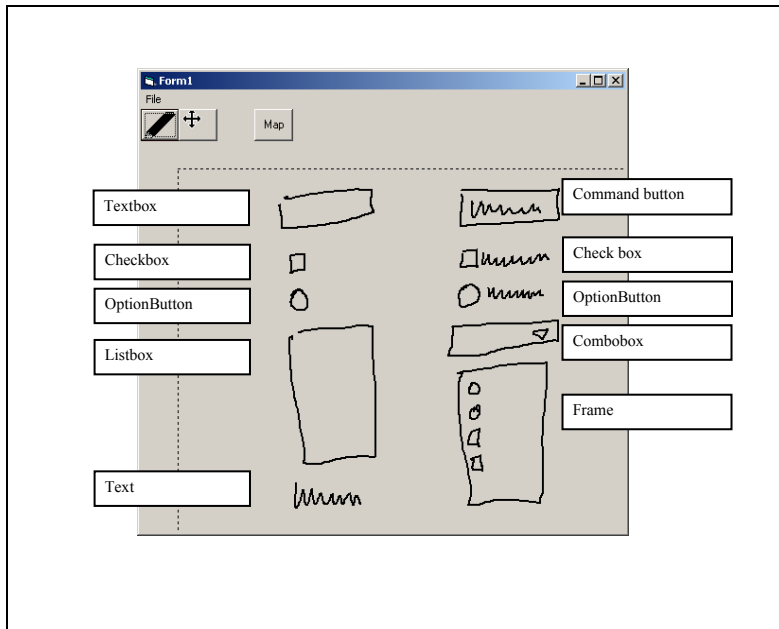 Form1
File
Map
Textbox
Command button
Checkbox
Check box
OptionButton
OptionButton
Listbox
Combobox
Frame
Text